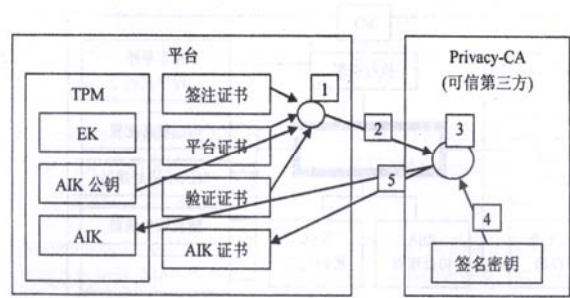 平台
Privacy-CA
(可信第三方)
TPM
签注证书
1
2
3
EK
平台证书
AIK 公钥
验证证书
5
4
AIK
AIK 证书
签名密钥